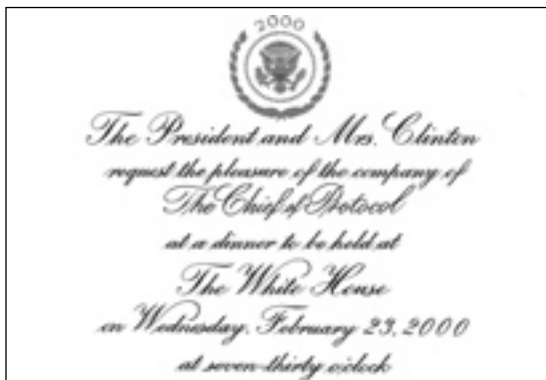 2000
The President and Mrs. Clinton
request the pleasure of the company of
The Chief of Protocol
at a dinner to be held at
The White House
on Wednesday, February 23, 2000
at seven-thirty o'clock